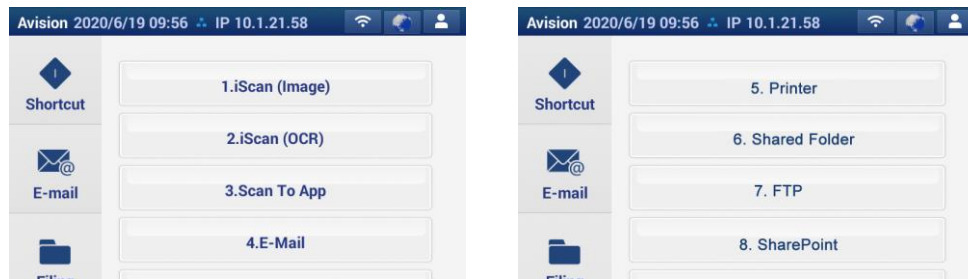 Avision 2020/6/19 09:56 IP 10.1.21.58
Shortcut
1.iScan (Image)
2.iScan (OCR)
E-mail
3.Scan To App
4.E-Mail
Filing
Avision 2020/6/19 09:56 IP 10.1.21.58
Shortcut
5. Printer
6. Shared Folder
E-mail
7. FTP
8. SharePoint
Filing